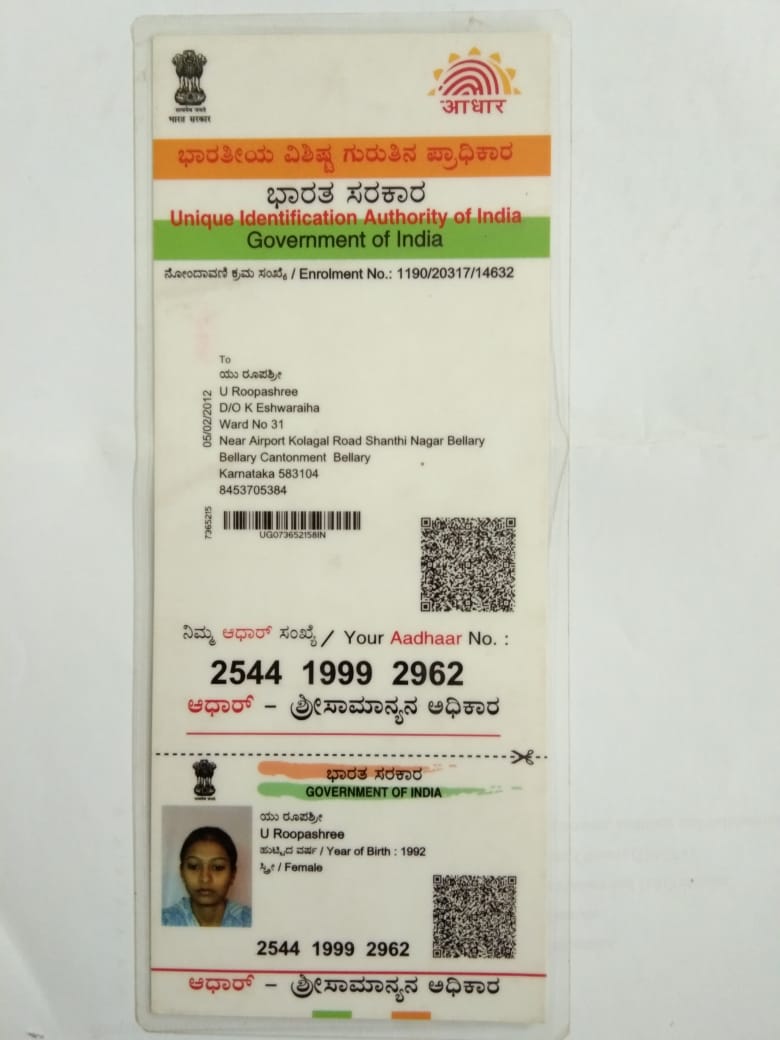 भारत सरकार
आधार
ಭಾರತೀಯ ವಿಶಿಷ್ಟ ಗುರುತಿನ ಪ್ರಾಧಿಕಾರ
ಭಾರತ ಸರಕಾರ
Unique Identification Authority of India
Government of India
ನೋಂದಾವಣಿ ಕ್ರಮ ಸಂಖ್ಯೆ / Enrolment No.: 1190/20317/14632
To
ಯು ರೂಪಶ್ರೀ
U Roopashree
D/O K Eshwaraiha
Ward No 31
Near Airport Kolagal Road Shanthi Nagar Bellary
Bellary Cantonment Bellary
Karnataka 583104
8453705384
05/02/2012
7365215
UG073652158IN
ನಿಮ್ಮ ಆಧಾರ್ ಸಂಖ್ಯೆ / Your Aadhaar No. :
2544 1999 2962
ಆಧಾರ್ – ಶ್ರೀಸಾಮಾನ್ಯನ ಅಧಿಕಾರ
ಭಾರತ ಸರಕಾರ
GOVERNMENT OF INDIA
ಯು ರೂಪಶ್ರೀ
U Roopashree
ಹುಟ್ಟಿದ ವರ್ಷ / Year of Birth : 1992
ಸ್ತ್ರೀ / Female
2544 1999 2962
ಆಧಾರ್ – ಶ್ರೀಸಾಮಾನ್ಯನ ಅಧಿಕಾರ